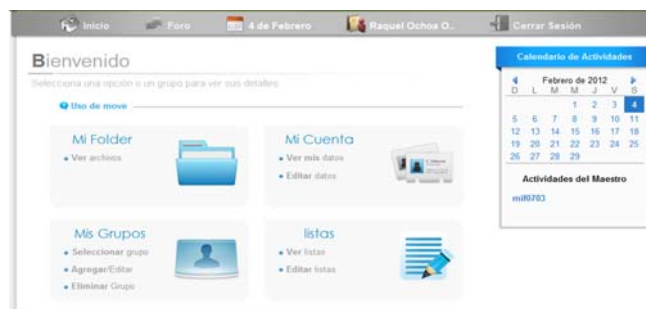 Inicio Foro 4 de Febrero Raquel Ochoa O.. Cerrar Sesión
Bienvenido
Selecciona una opción o un grupo para ver sus detalles
Uso de move
Mi Folder
• Ver archivos
Mi Cuenta
• Ver mis datos
• Editar datos
Mis Grupos
• Seleccionar grupo
• Agregar/Editar
• Eliminar Grupo
listas
• Ver listas
• Editar listas
Calendario de Actividades
Febrero de 2012
D L M M J V S
1 2 3 4
5 6 7 8 9 10 11
12 13 14 15 16 17 18
19 20 21 22 23 24 25
26 27 28 29
Actividades del Maestro
mif0703